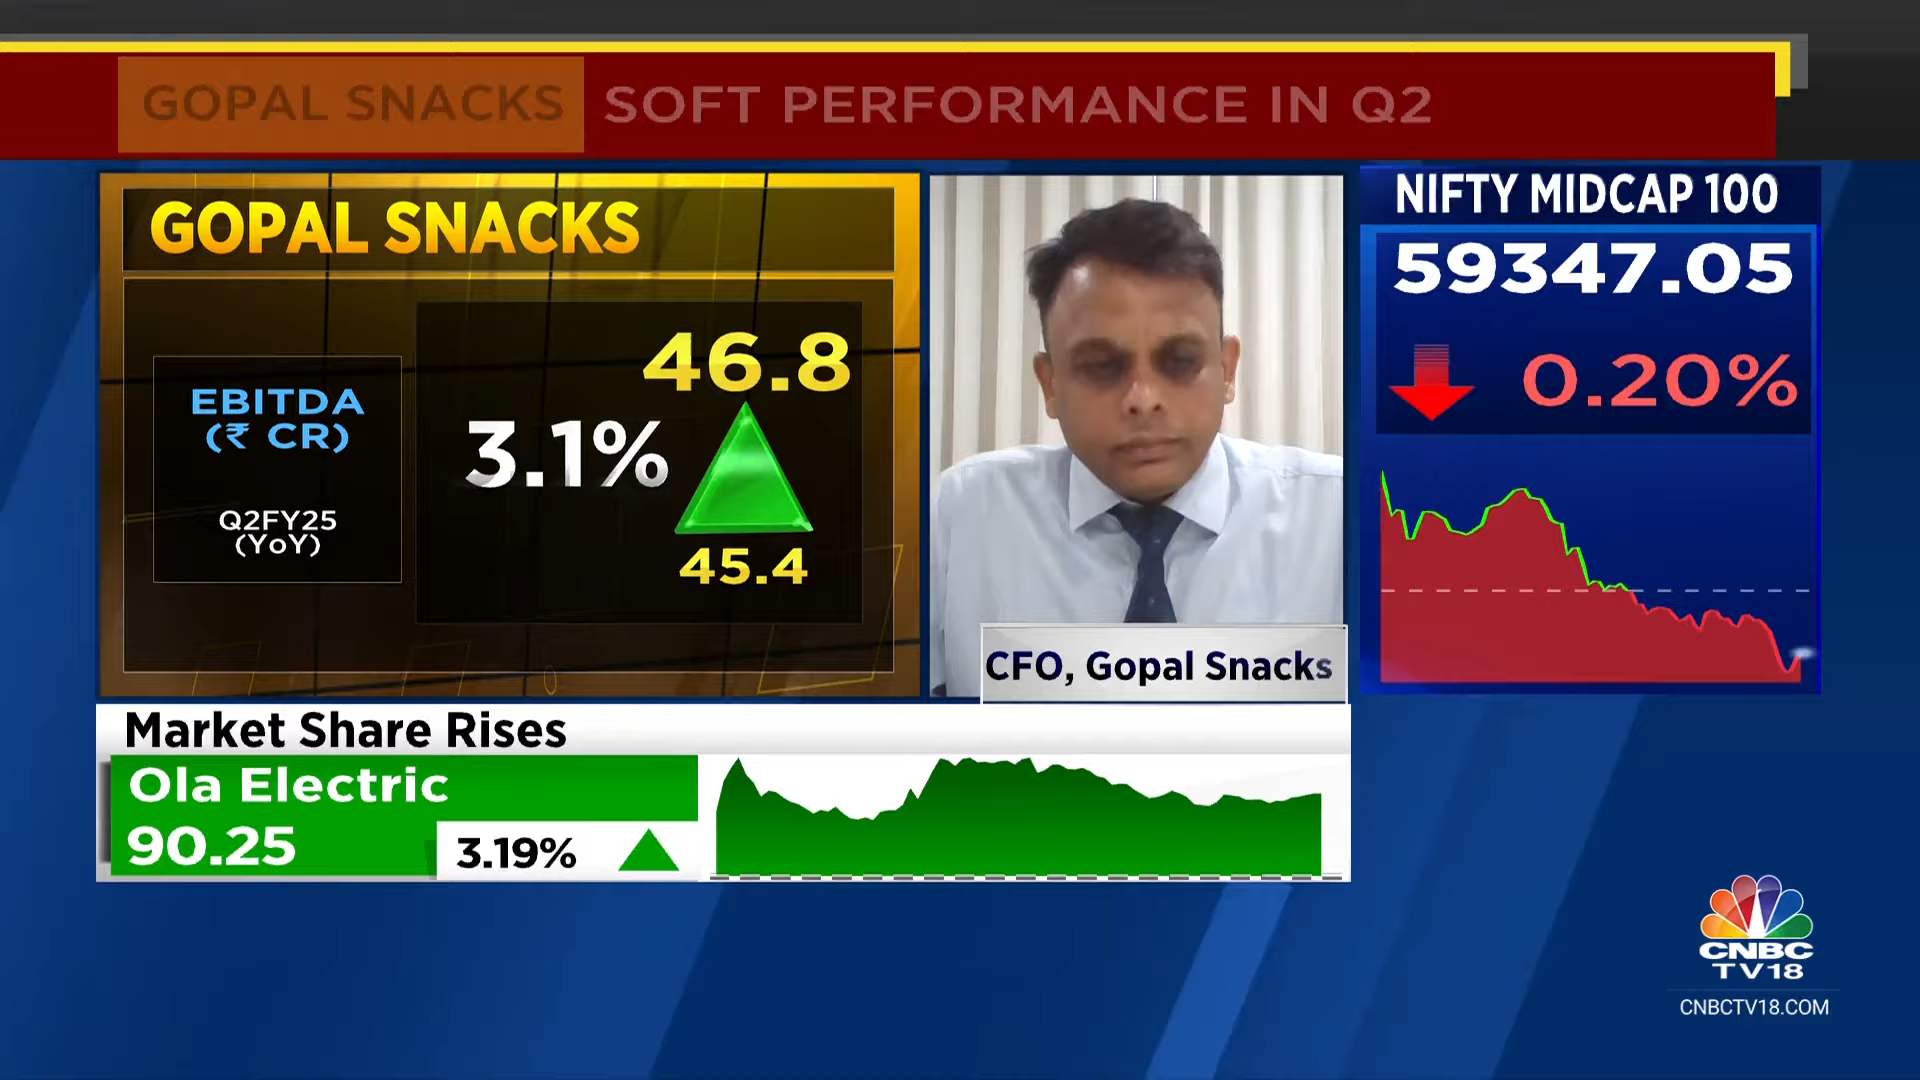 GOPAL SNACKS SOFT PERFORMANCE IN Q2
GOPAL SNACKS
EBITDA
(₹ CR)
Q2FY25
(YoY)
46.8
3.1%
45.4
CFO, Gopal Snacks
NIFTY MIDCAP 100
59347.05
0.20%
Market Share Rises
Ola Electric
90.25
3.19%
CNBC
TV18
CNBCTV18.COM